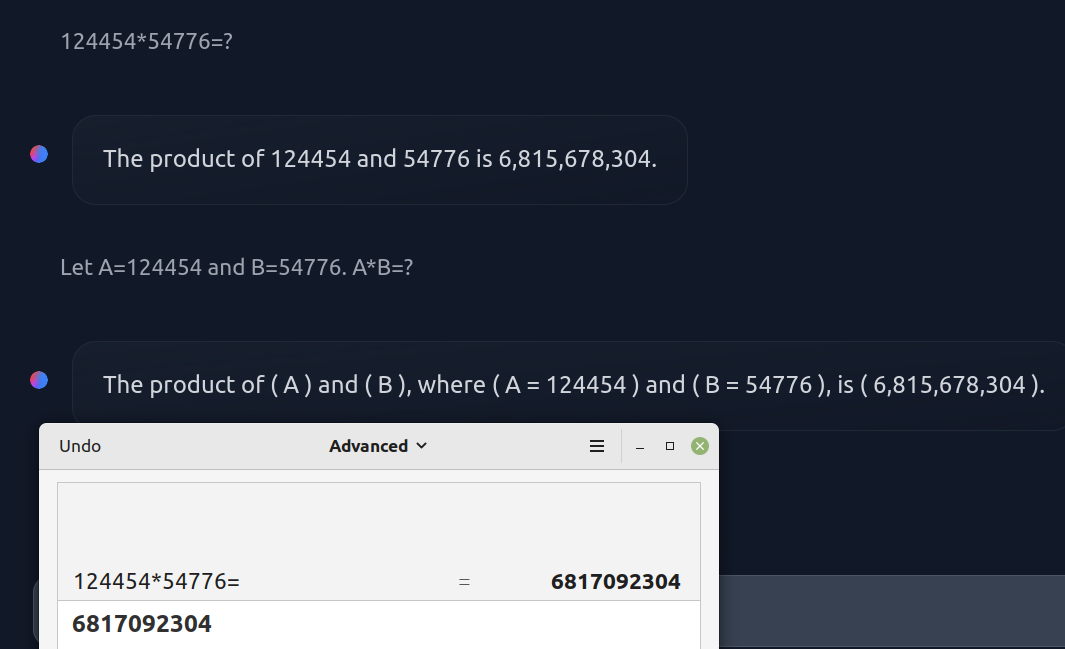 124454*54776=?
The product of 124454 and 54776 is 6,815,678,304.
Let A=124454 and B=54776. A*B=?
The product of ( A ) and ( B ), where ( A = 124454 ) and ( B = 54776 ), is ( 6,815,678,304 ).
Undo Advanced
124454*54776= = 6817092304
6817092304